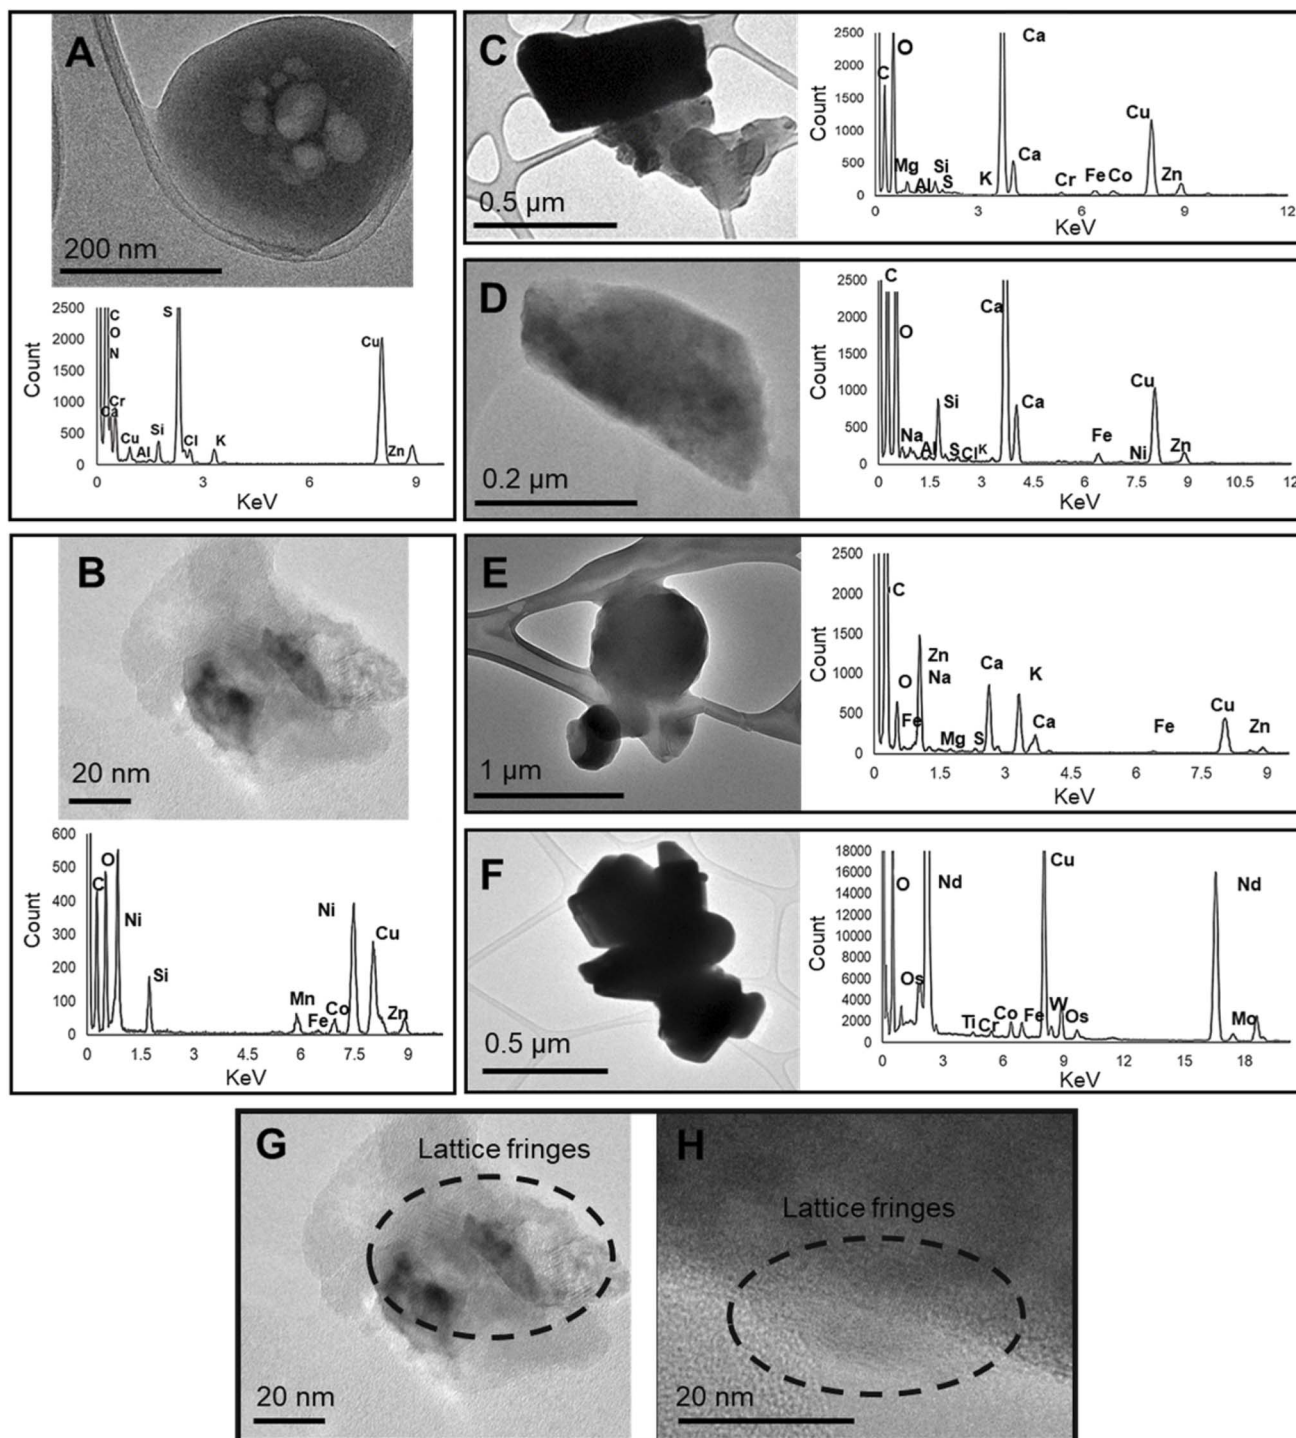 A
200 nm
2500
2000
1500
1000
500
0
Count
C
O
N
Ca
Cr
Cu
Al
Si
S
Cl
K
Cu
Zn
0 3 6 9
KeV
B
20 nm
600
500
400
300
200
100
0
Count
C
O
Ni
Si
Mn
Fe
Co
Ni
Cu
Zn
0 1.5 3 4.5 6 7.5 9
KeV
C
0.5 µm
2500
2000
1500
1000
500
0
Count
C
O
Mg
Al
Si
S
K
Ca
Ca
Cr
Fe
Co
Cu
Zn
0 3 6 9 12
KeV
D
0.2 µm
2500
2000
1500
1000
500
0
Count
C
O
Na
Al
Si
S
Cl
K
Ca
Ca
Fe
Ni
Cu
Zn
0 1.5 3 4.5 6 7.5 9 10.5 12
KeV
E
1 µm
2500
2000
1500
1000
500
0
Count
C
O
Fe
Zn
Na
Mg
S
Ca
K
Ca
Fe
Cu
Zn
0 1.5 3 4.5 6 7.5 9
KeV
F
0.5 µm
18000
16000
14000
12000
10000
8000
6000
4000
2000
0
Count
O
Os
Nd
Ti
Cr
Co
Fe
Cu
W
Os
Nd
Mo
0 3 6 9 12 15 18
KeV
G
Lattice fringes
20 nm
H
Lattice fringes
20 nm